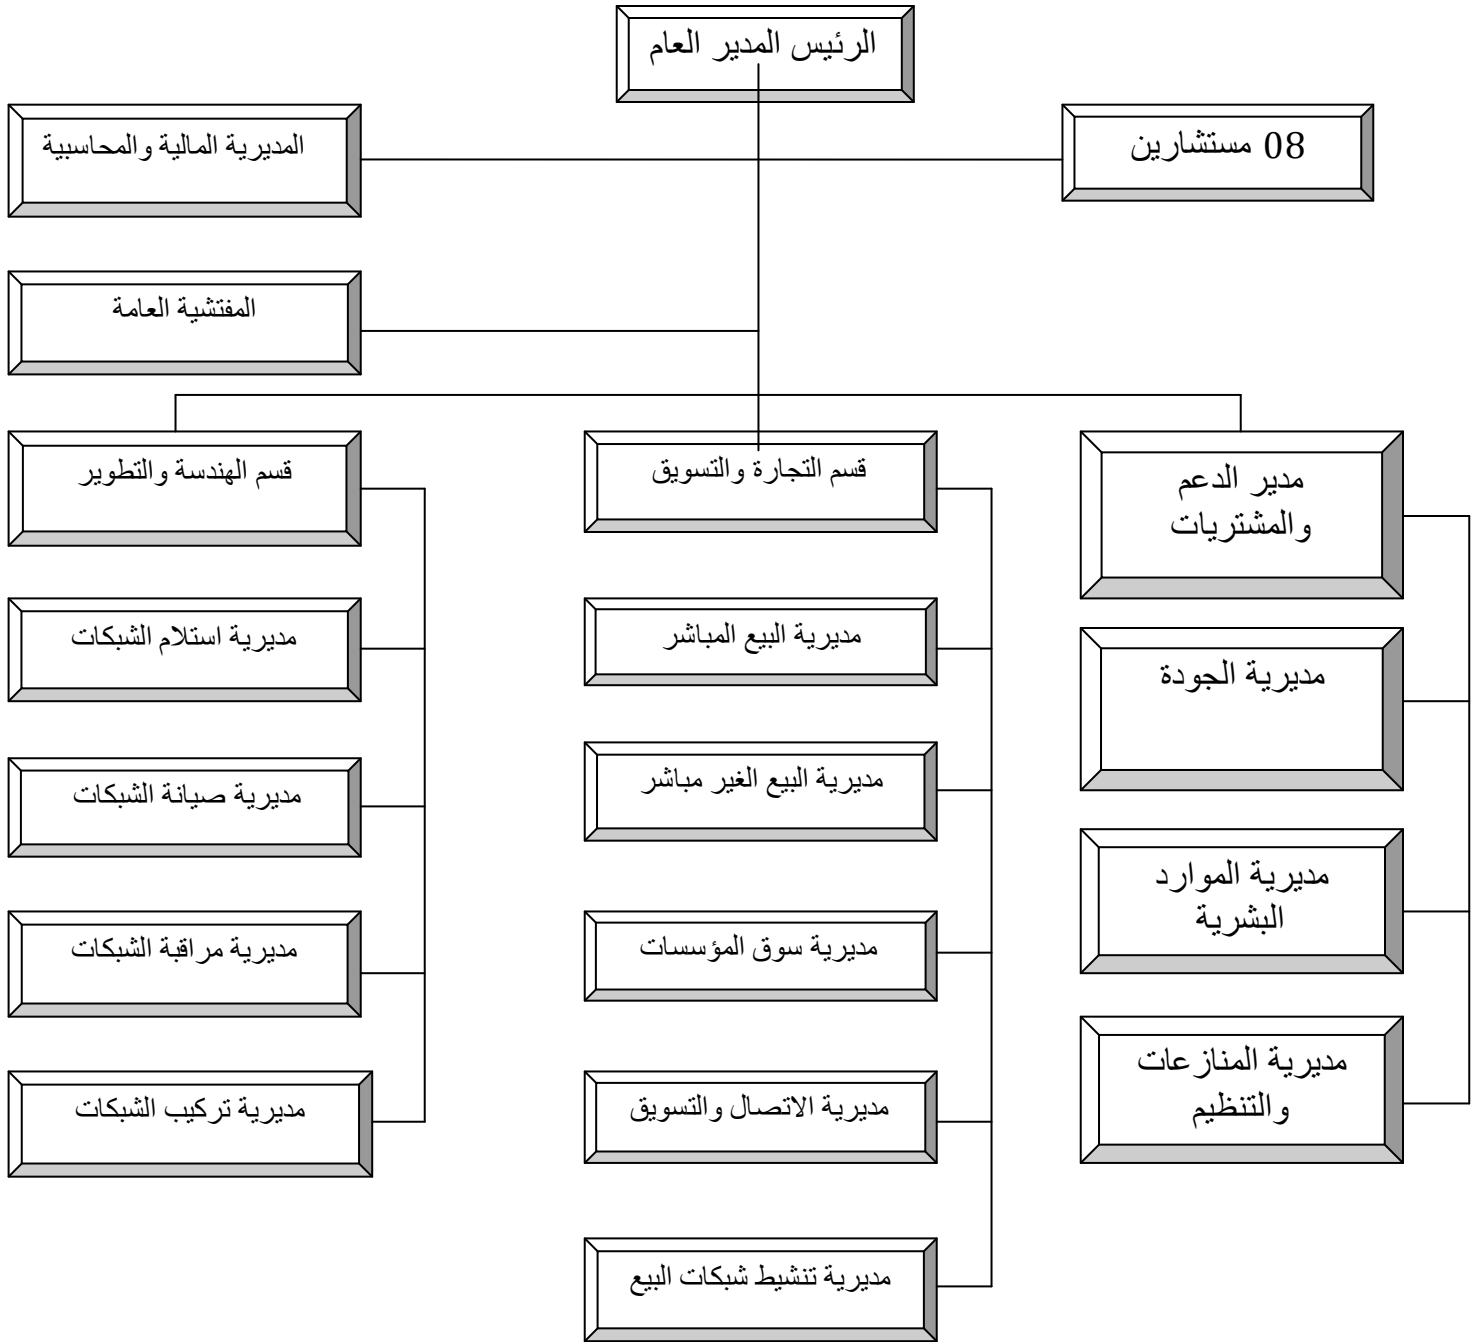 الرئيس المدير العام
08 مستشارين
المديرية المالية والمحاسبية
المفتشية العامة
مدير الدعم
والمشتريات
قسم التجارة والتسويق
قسم الهندسة والتطوير
مديرية الجودة
مديرية البيع المباشر
مديرية استلام الشبكات
مديرية البيع الغير مباشر
مديرية صيانة الشبكات
مديرية الموارد
البشرية
مديرية سوق المؤسسات
مديرية مراقبة الشبكات
مديرية المنازعات
والتنظيم
مديرية الاتصال والتسويق
مديرية تركيب الشبكات
مديرية تنشيط شبكات البيع